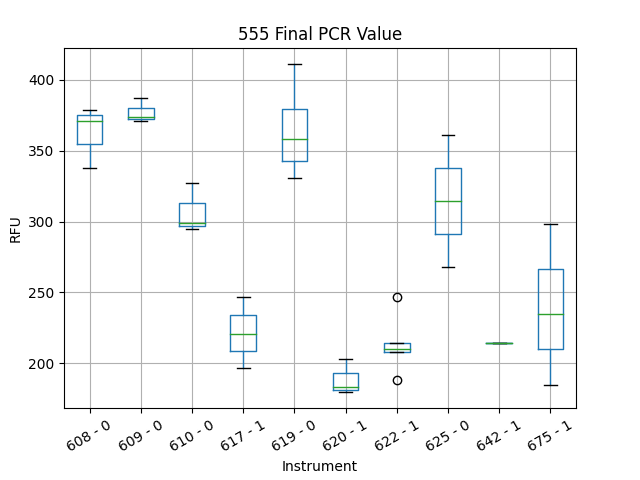 555 Final PCR Value
400
350
300
250
200
RFU
608 - 0
609 - 0
610 - 0
617 - 1
619 - 0
620 - 1
622 - 1
625 - 0
642 - 1
675 - 1
Instrument